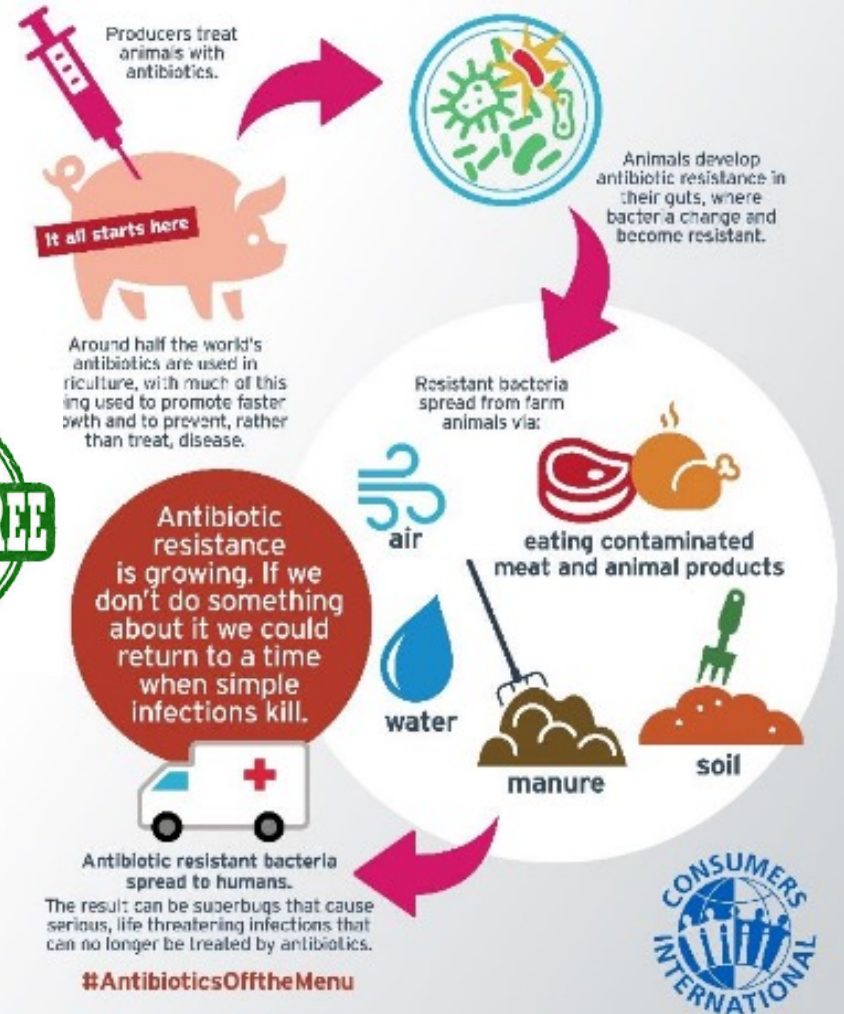 Producers treat
animals with
antibiotics.
Animals develop
antibiotic resistance in
their guts, where
bacteria change and
become resistant.
It all starts here
Around half the world's
antibiotics are used in
riculture, with much of this
ing used to promote faster
owth and to prevent, rather
than treat, disease.
Resistant bacteria
spread from farm
animals via:
air
eating contaminated
meat and animal products
water
manure
soil
EE
Antibiotic
resistance
is growing. If we
don't do something
about it we could
return to a time
when simple
infections kill.
Antibiotic resistant bacteria
spread to humans.
The result can be superbugs that cause
serious, life threatening infections that
can no longer be treated by antibiotics.
#AntibioticsOfftheMenu
CONSUMERS
INTERNATIONAL